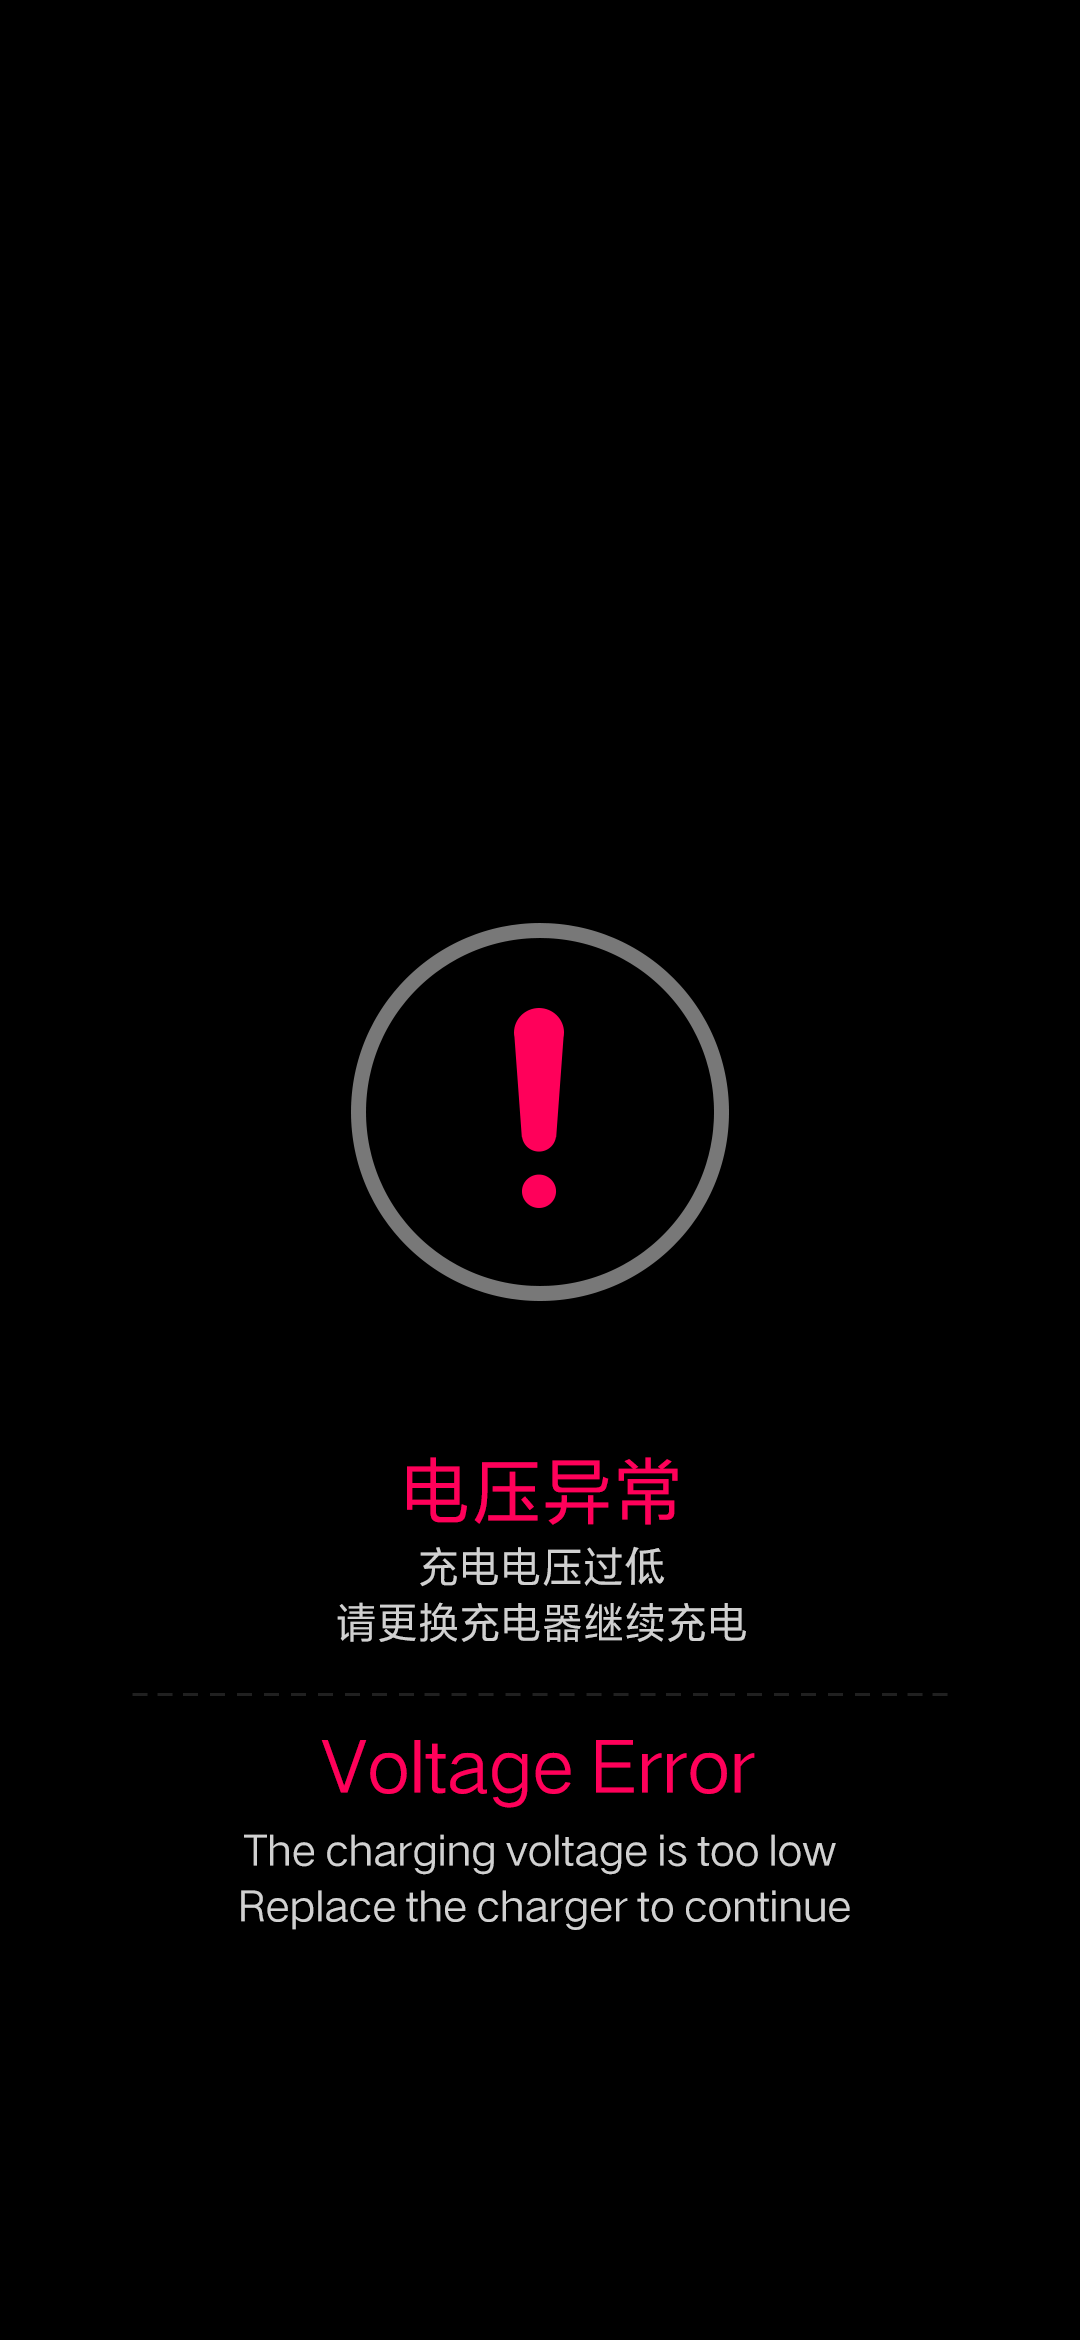 电压异常
充电电压过低
请更换充电器继续充电
Voltage Error
The charging voltage is too low
Replace the charger to continue